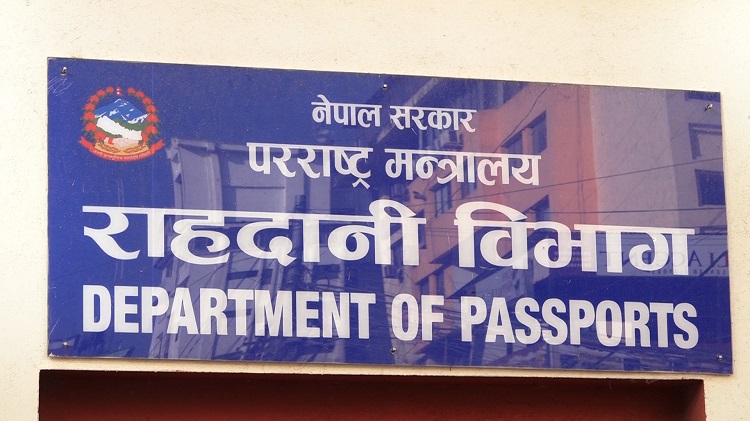 नेपाल सरकार
परराष्ट्र मन्त्रालय
राहदानी विभाग
DEPARTMENT OF PASSPORTS